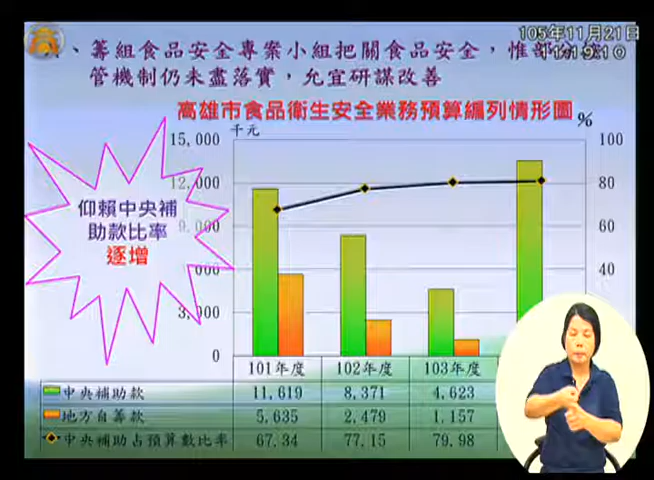 105年11月21日
、籌組食品安全專案小組把關食品安全，惟部分
管機制仍未盡落實，允宜研謀改善
高雄市食品衛生安全業務預算編列情形圖
千元
%
15,000
100
80
60
40
3,000
0
仰賴中央補
助款比率
逐增
101年度 102年度 103年度
中央補助款 11,619 8,371 4,623
地方自籌款 5,635 2,479 1,157
中央補助占預算數比率 67.34 77.15 79.98